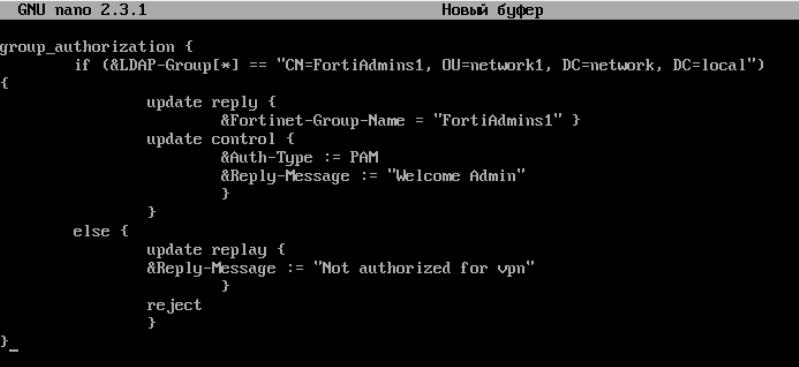 GNU nano 2.3.1 Новый буфер
group_authorization {
if (&LDAP-Group[*] == "CN=FortiAdmins1, OU=network1, DC=network, DC=local")
{
update reply {
&Fortinet-Group-Name = "FortiAdmins1" }
update control {
&Auth-Type := PAM
&Reply-Message := "Welcome Admin"
}
}
else {
update replay {
&Reply-Message := "Not authorized for vpn"
}
reject
}
}_